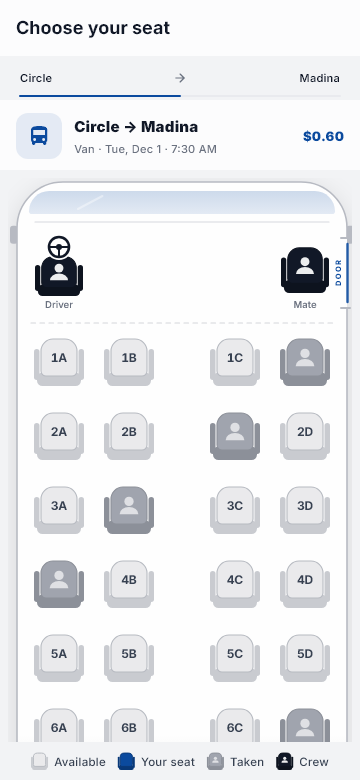 Choose your seat
Circle → Madina
Circle → Madina $0.60
Van · Tue, Dec 1 · 7:30 AM
DOOR
Driver Mate
1A 1B 1C
2A 2B 2D
3A 3C 3D
4B 4C 4D
5A 5B 5C 5D
6A 6B 6C
Available Your seat Taken Crew